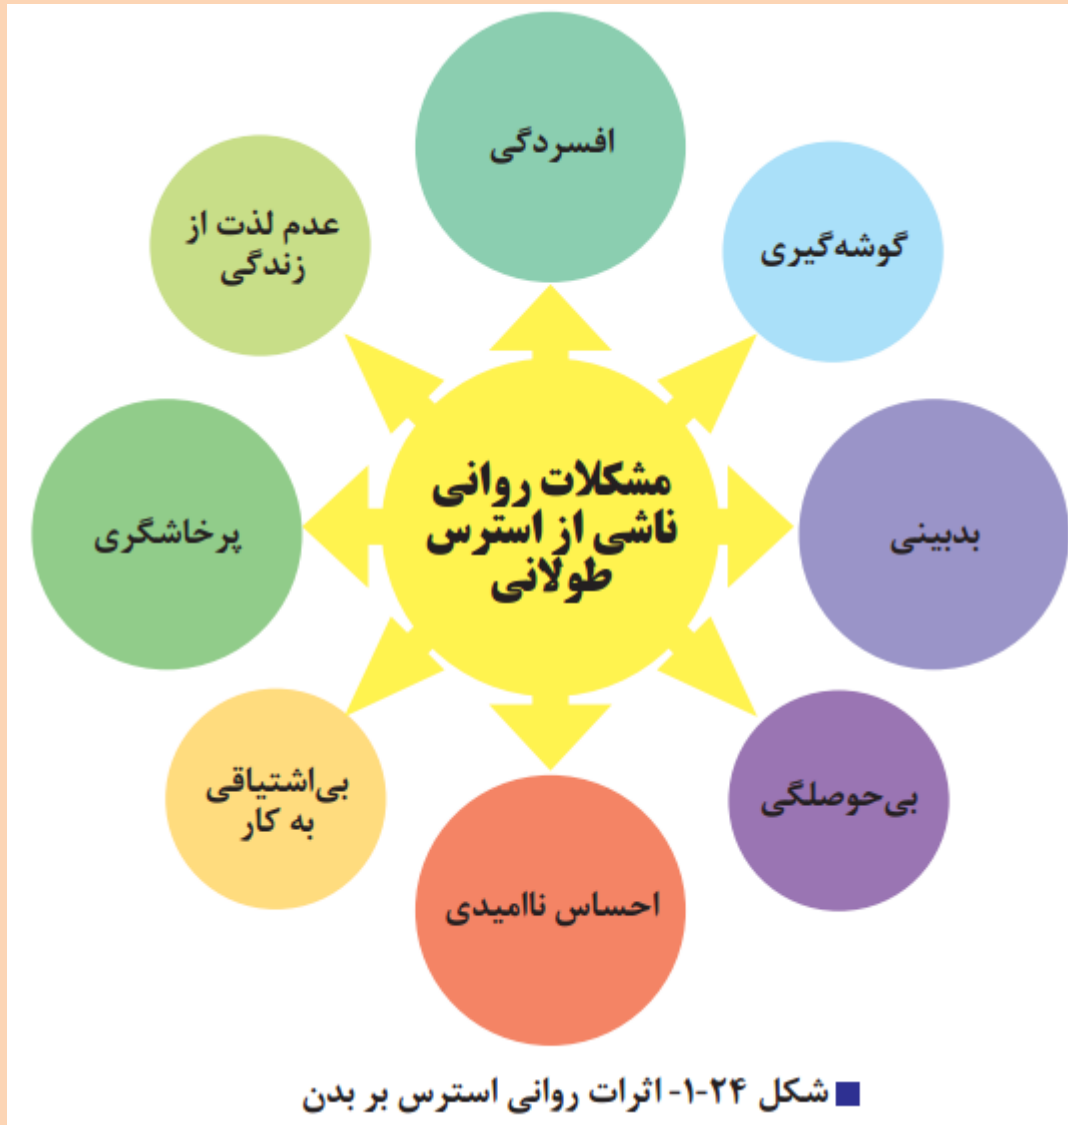 افسردگی
گوشه‌گیری
عدم لذت از
زندگی
مشکلات روانی
ناشی از استرس
طولانی
بدبینی
پرخاشگری
بی‌حوصلگی
بی‌اشتیاقی
به کار
احساس ناامیدی
شکل ۲۴-۱- اثرات روانی استرس بر بدن